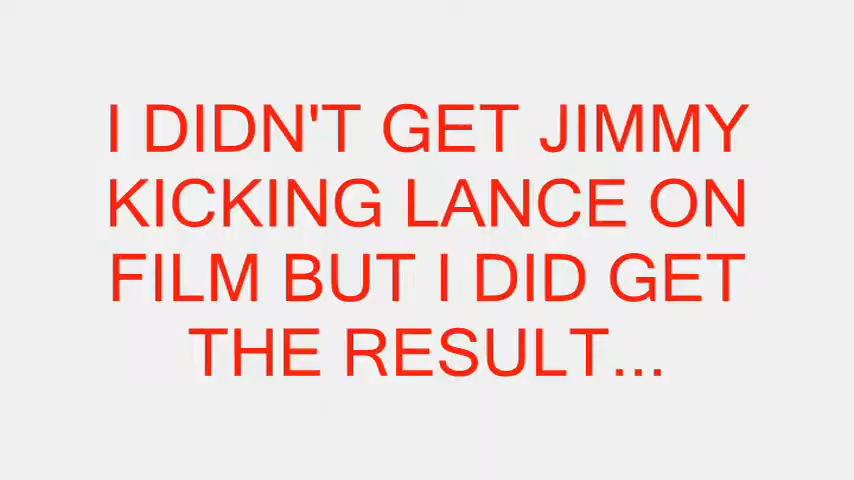 I DIDN'T GET JIMMY
KICKING LANCE ON
FILM BUT I DID GET
THE RESULT...